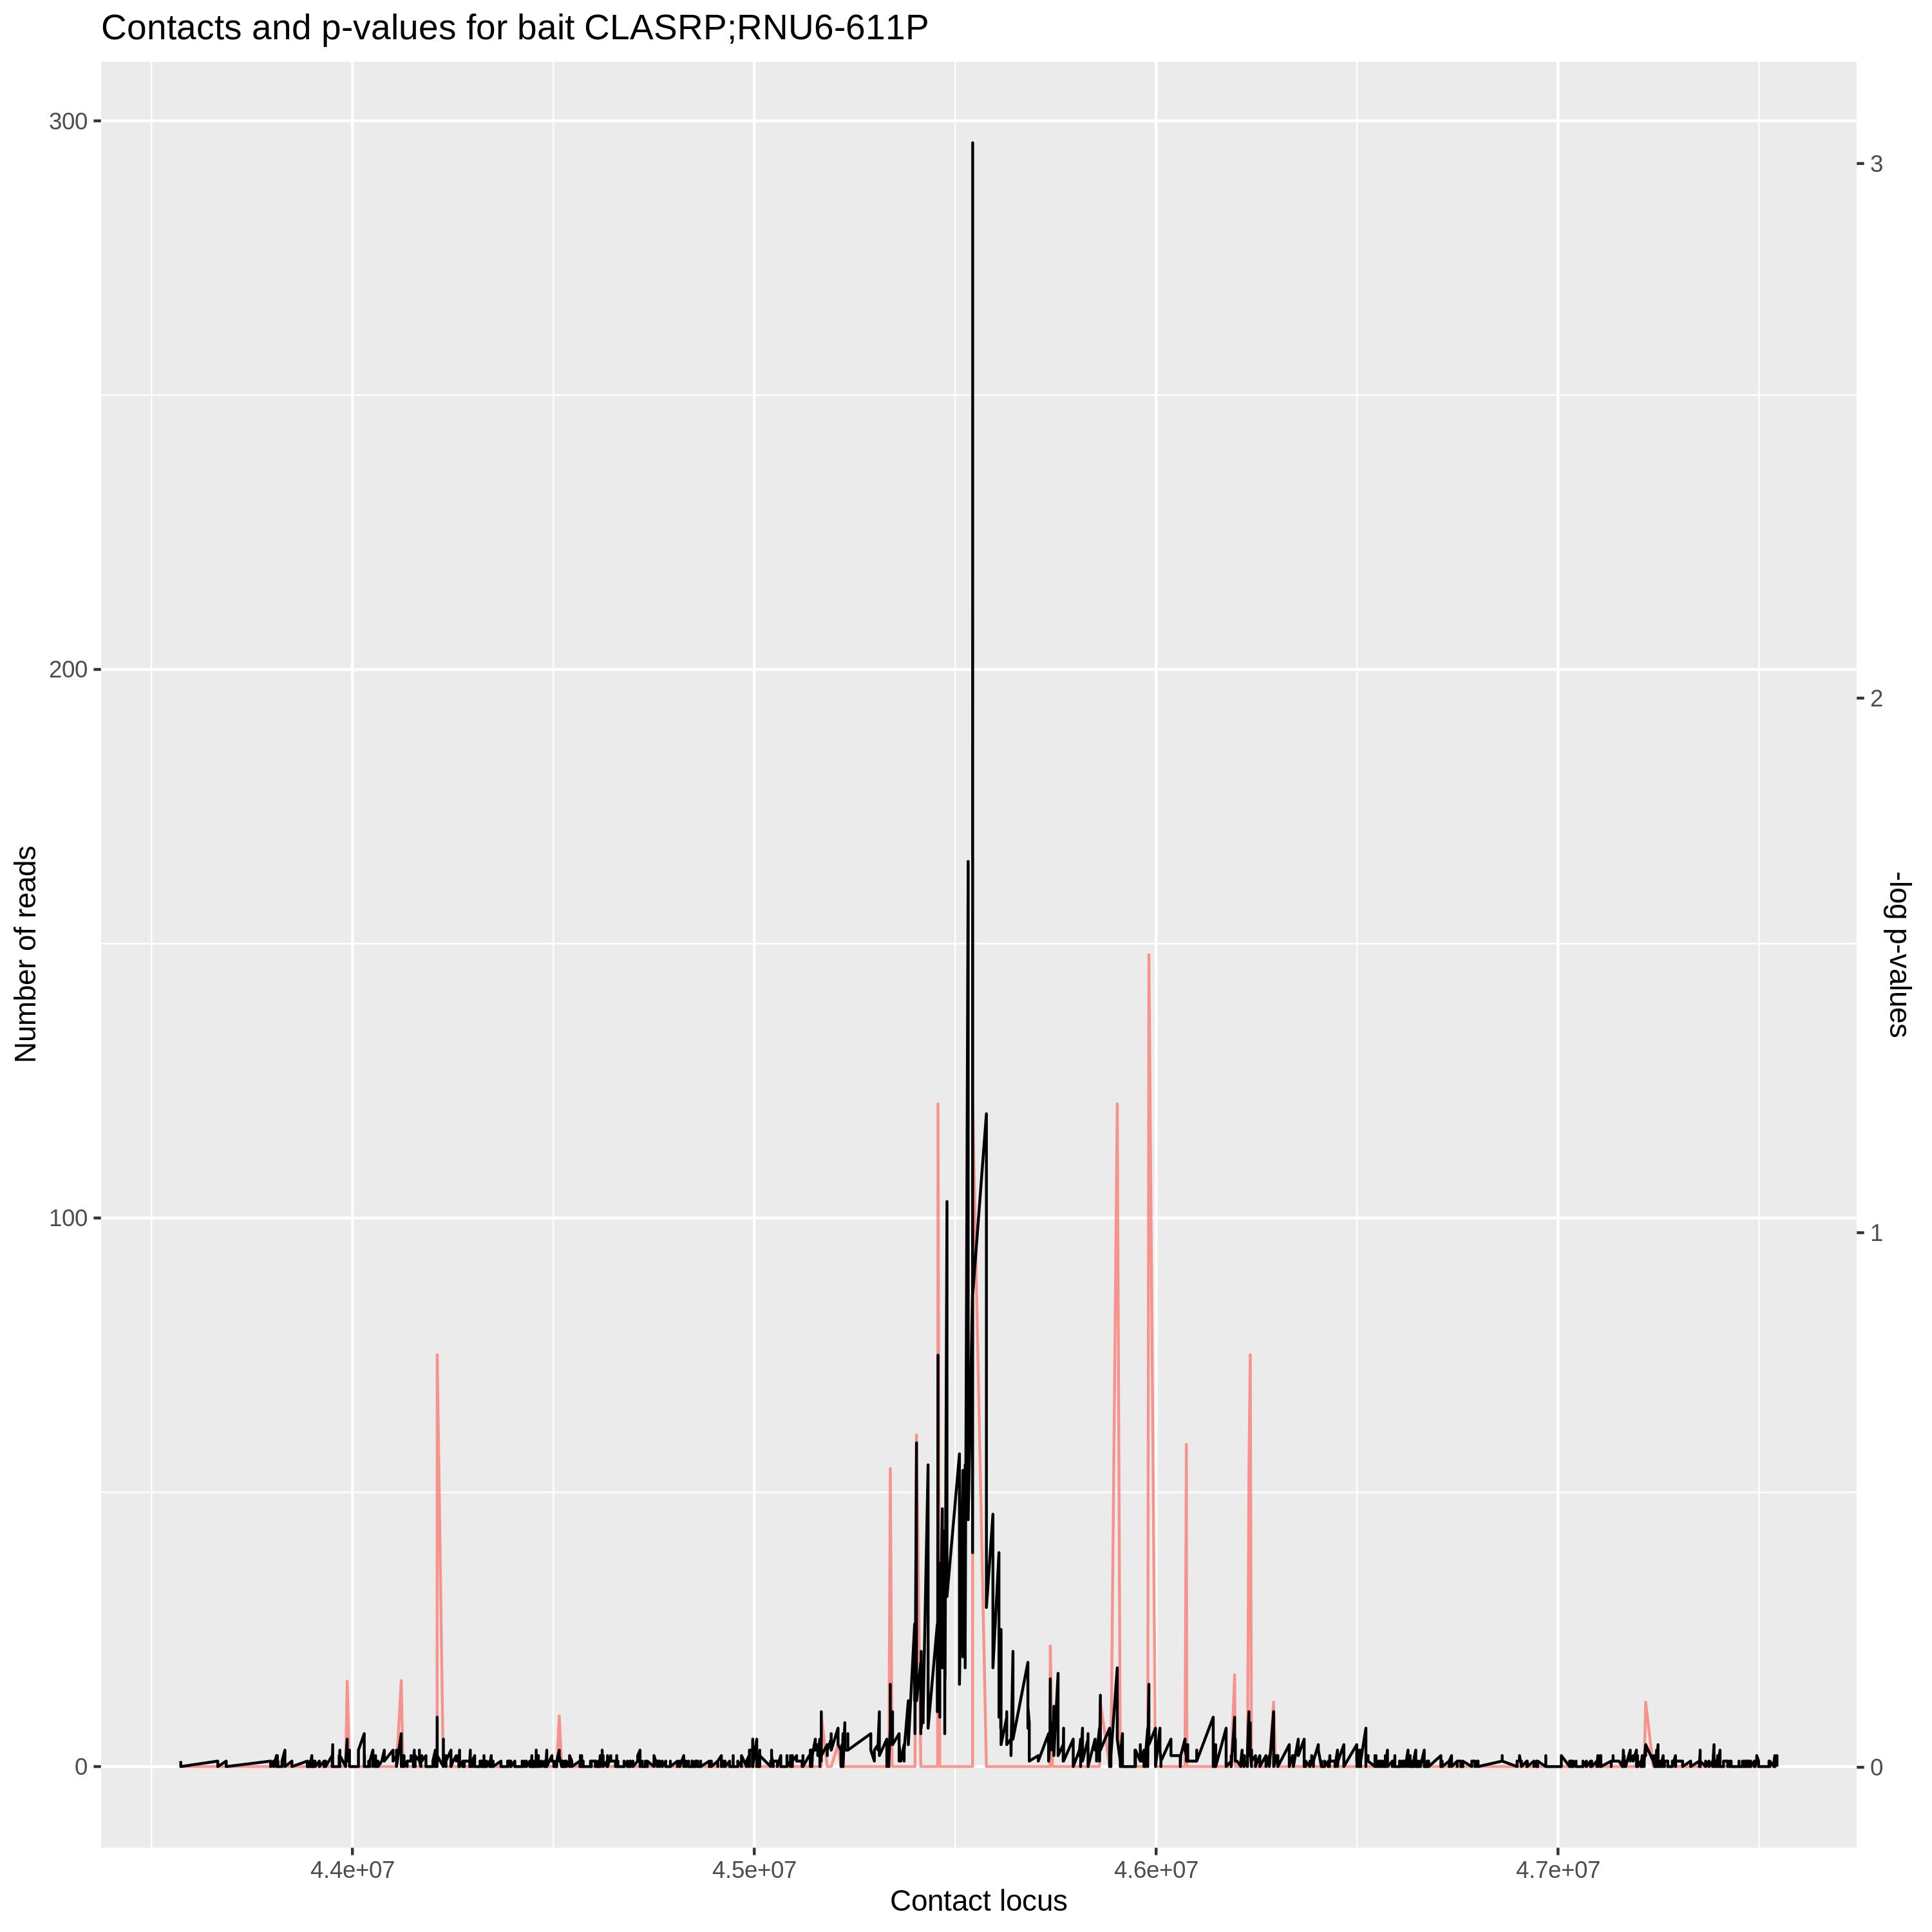 Contacts and p-values for bait CLASRP;RNU6-611P
300
200
100
0
Number of reads
3
2
1
0
-log p-values
4.4e+07
4.5e+07
4.6e+07
4.7e+07
Contact locus